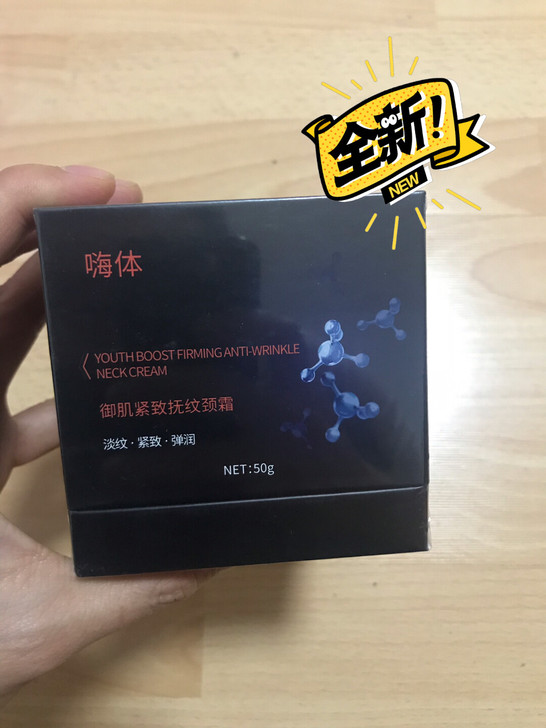 全新!
NEW
嗨体
YOUTH BOOST FIRMING ANTI-WRINKLE
NECK CREAM
御肌紧致抚纹颈霜
淡纹·紧致·弹润
NET:50g